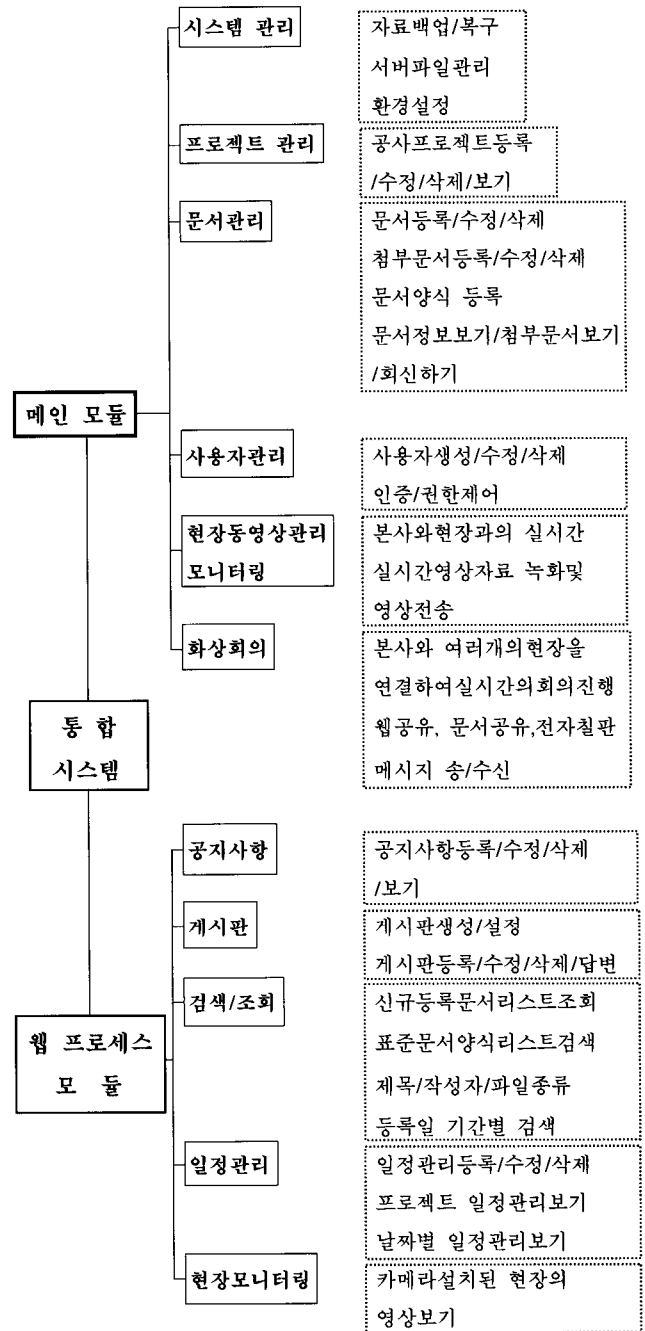 시스템 관리
자료백업/복구
서버파일관리
환경설정
프로젝트 관리
공사프로젝트등록
/수정/삭제/보기
문서관리
문서등록/수정/삭제
첨부문서등록/수정/삭제
문서양식 등록
문서정보보기/첨부문서보기
/회신하기
메인 모듈
사용자관리
사용자생성/수정/삭제
인증/권한제어
현장동영상관리
모니터링
본사와현장과의 실시간
실시간영상자료 녹화및
영상전송
화상회의
본사와 여러개의현장을
연결하여실시간의회의진행
웹공유, 문서공유,전자칠판
메시지 송/수신
통 합
시스템
공지사항
공지사항등록/수정/삭제
/보기
게시판
게시판생성/설정
게시판등록/수정/삭제/답변
검색/조회
신규등록문서리스트조회
표준문서양식리스트검색
제목/작성자/파일종류
등록일 기간별 검색
웹 프로세스
모 듈
일정관리
일정관리등록/수정/삭제
프로젝트 일정관리보기
날짜별 일정관리보기
현장모니터링
카메라설치된 현장의
영상보기